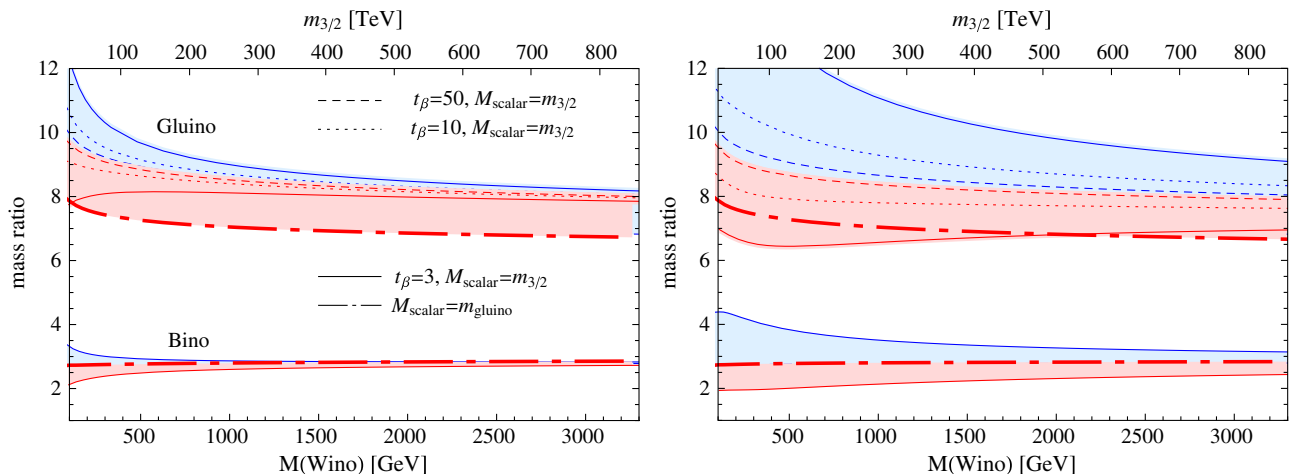 m3/2 [TeV]
100 200 300 400 500 600 700 800
12
10
8
6
4
2
mass ratio
Gluino
tβ=50, Mscalar=m3/2
tβ=10, Mscalar=m3/2
tβ=3, Mscalar=m3/2
Mscalar=mgluino
Bino
500 1000 1500 2000 2500 3000
M(Wino) [GeV]
m3/2 [TeV]
100 200 300 400 500 600 700 800
12
10
8
6
4
2
mass ratio
500 1000 1500 2000 2500 3000
M(Wino) [GeV]